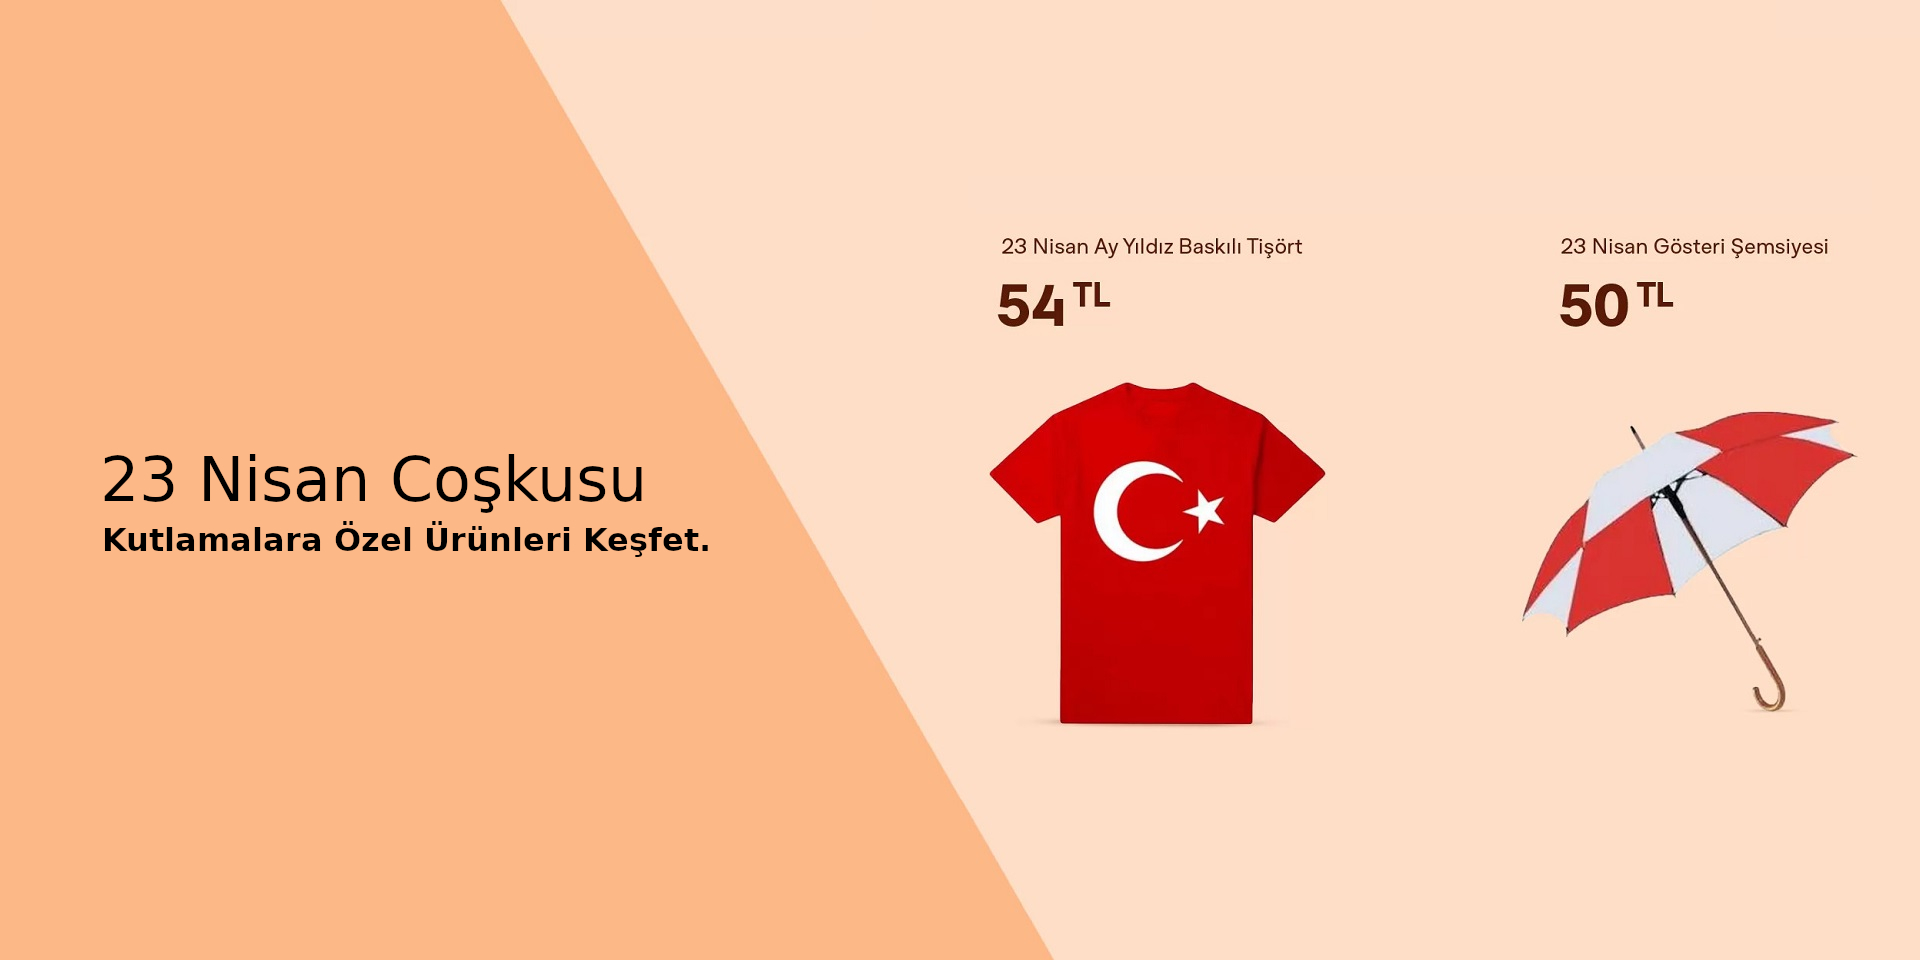 23 Nisan Coşkusu
Kutlamalara Özel Ürünleri Keşfet.
23 Nisan Ay Yıldız Baskılı Tişört
54 TL
23 Nisan Gösteri Şemsiyesi
50 TL